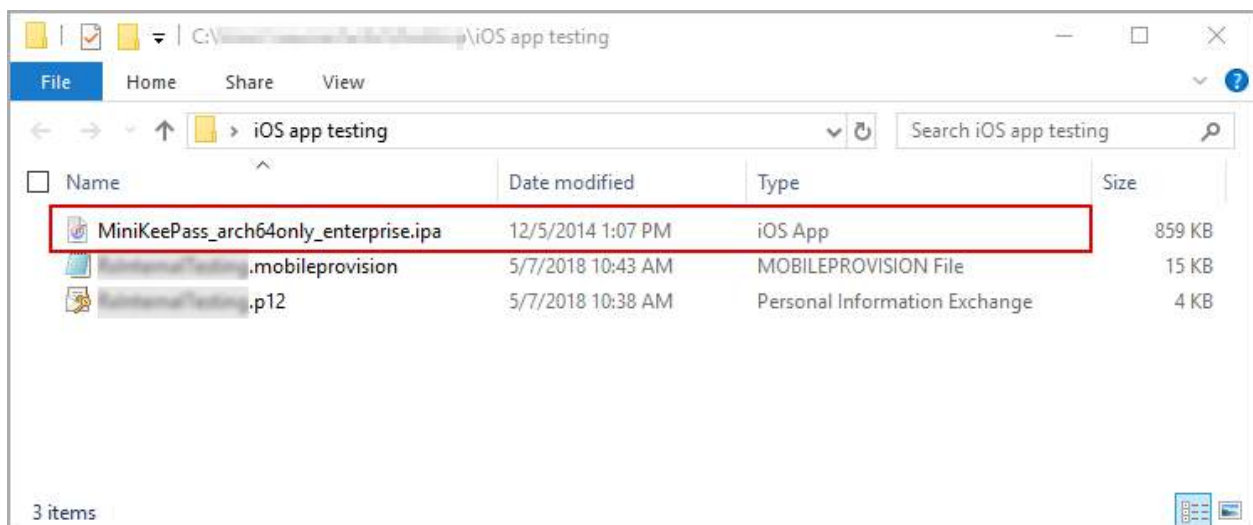 C:\ \iOS app testing
File Home Share View
iOS app testing Search iOS app testing
Name Date modified Type Size
MiniKeePass_arch64only_enterprise.ipa 12/5/2014 1:07 PM iOS App 859 KB
.mobileprovision 5/7/2018 10:43 AM MOBILEPROVISION File 15 KB
.p12 5/7/2018 10:38 AM Personal Information Exchange 4 KB
3 items